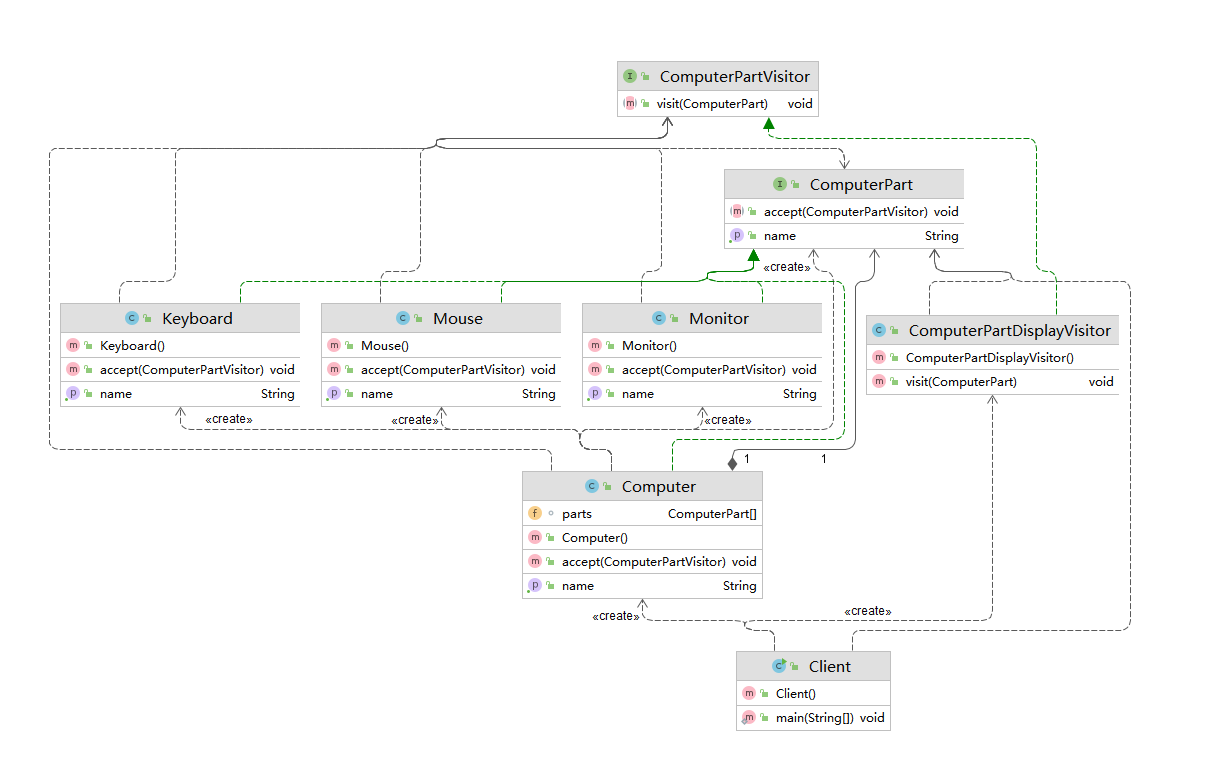 ComputerPartVisitor
visit(ComputerPart) void
ComputerPart
accept(ComputerPartVisitor) void
name String
«create»
Keyboard
Keyboard()
accept(ComputerPartVisitor) void
name String
Mouse
Mouse()
accept(ComputerPartVisitor) void
name String
Monitor
Monitor()
accept(ComputerPartVisitor) void
name String
ComputerPartDisplayVisitor
ComputerPartDisplayVisitor()
visit(ComputerPart) void
«create»
«create»
«create»
1
1
Computer
parts ComputerPart[]
Computer()
accept(ComputerPartVisitor) void
name String
«create»
«create»
Client
Client()
main(String[]) void